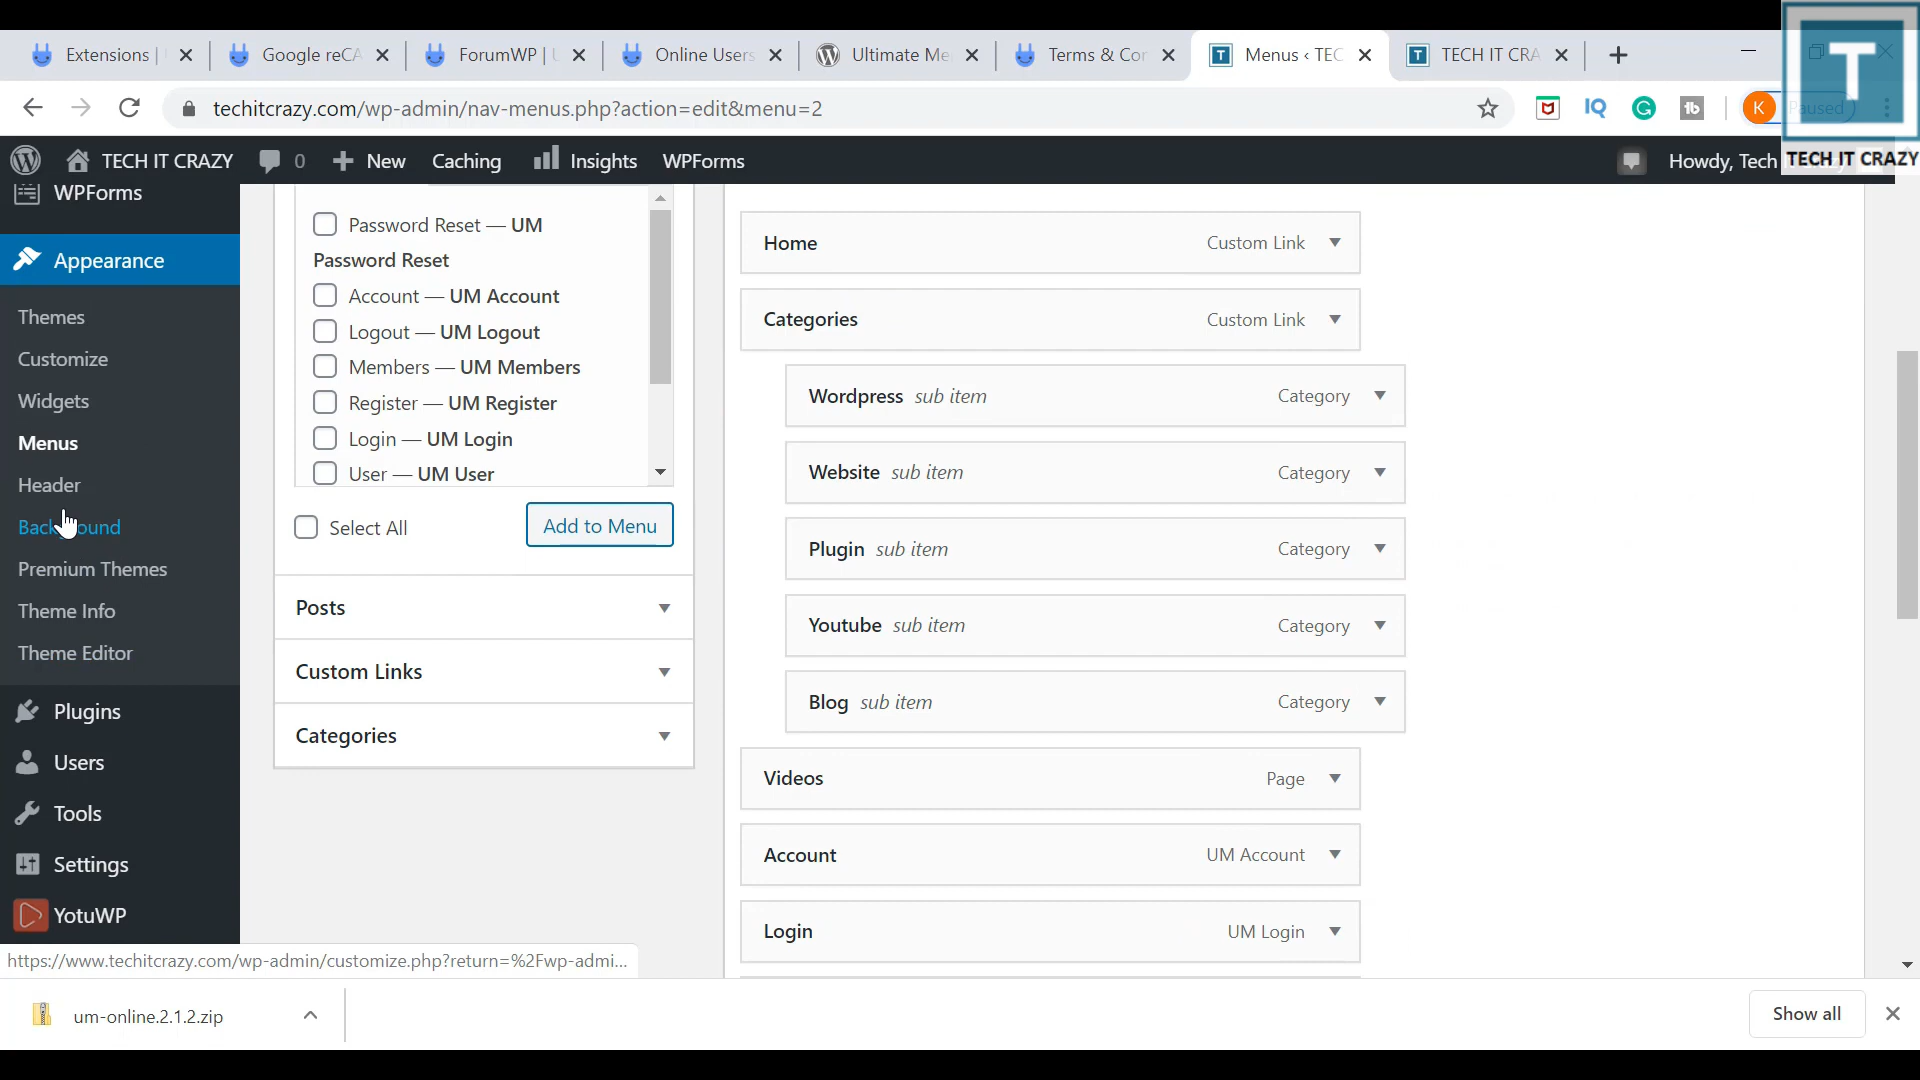 Extensions |
Google reCA
ForumWP | U
Online Users
Ultimate Me
Terms & Cor
Menus ‹ TEC
TECH IT CRA
techitcrazy.com/wp-admin/nav-menus.php?action=edit&menu=2
K Paused
T
TECH IT CRAZY
TECH IT CRAZY
0
New
Caching
Insights
WPForms
Howdy, Tech
WPForms
Appearance
Themes
Customize
Widgets
Menus
Header
Background
Premium Themes
Theme Info
Theme Editor
Plugins
Users
Tools
Settings
YotuWP
Password Reset — UM
Password Reset
Account — UM Account
Logout — UM Logout
Members — UM Members
Register — UM Register
Login — UM Login
User — UM User
Select All
Add to Menu
Posts
Custom Links
Categories
Home Custom Link
Categories Custom Link
Wordpress sub item Category
Website sub item Category
Plugin sub item Category
Youtube sub item Category
Blog sub item Category
Videos Page
Account UM Account
Login UM Login
https://www.techitcrazy.com/wp-admin/customize.php?return=%2Fwp-admi...
um-online.2.1.2.zip
Show all